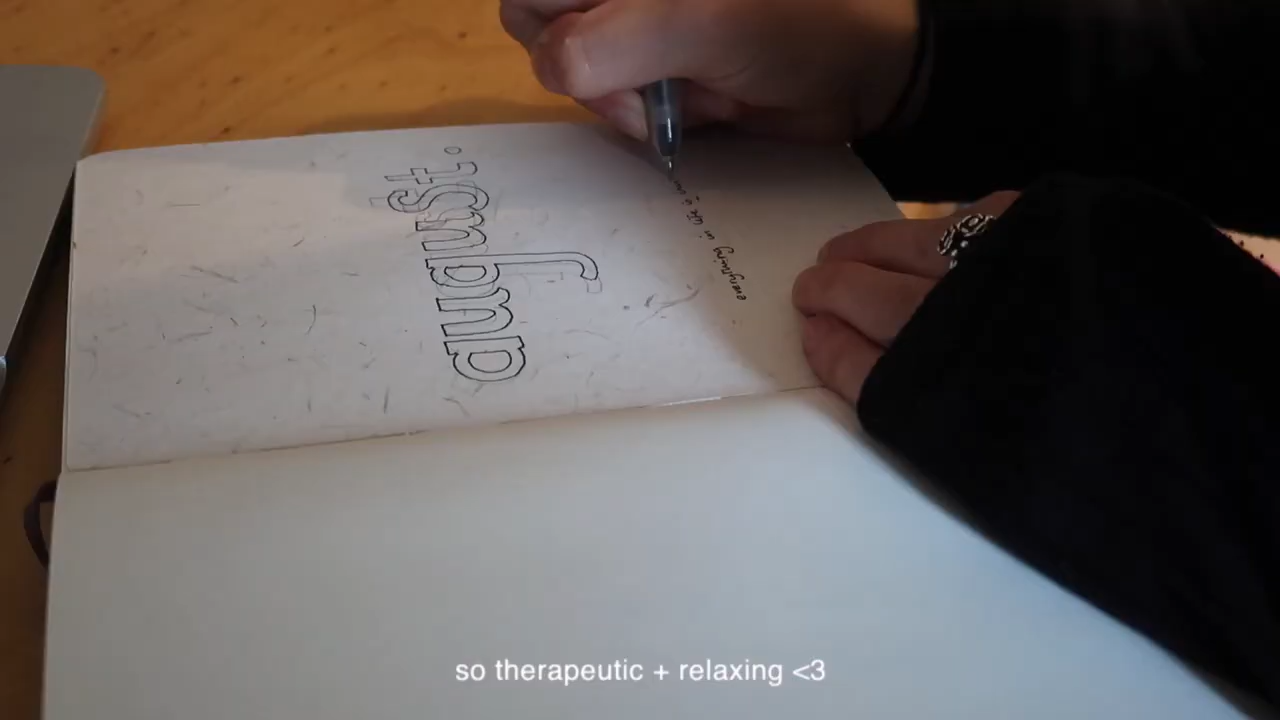 august.
everything in life is
so therapeutic + relaxing <3